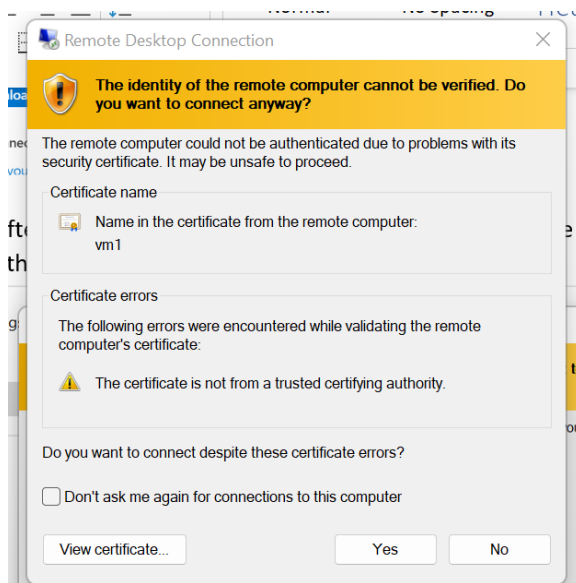 Normal No Spacing
Remote Desktop Connection
The identity of the remote computer cannot be verified. Do
you want to connect anyway?
The remote computer could not be authenticated due to problems with its
security certificate. It may be unsafe to proceed.
Certificate name
Name in the certificate from the remote computer:
vm1
Certificate errors
The following errors were encountered while validating the remote
computer's certificate:
The certificate is not from a trusted certifying authority.
Do you want to connect despite these certificate errors?
Don't ask me again for connections to this computer
View certificate...
Yes
No